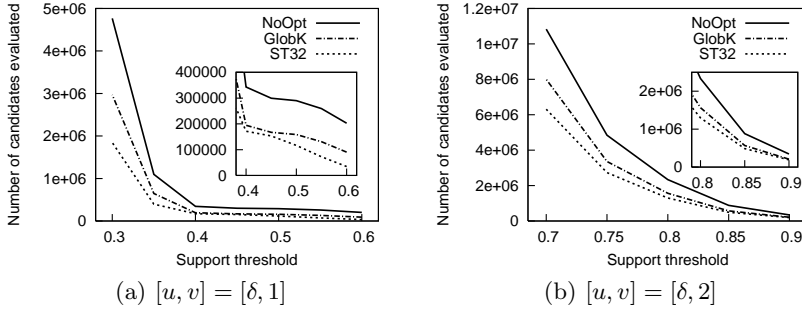 Number of candidates evaluated
5e+06
4e+06
3e+06
2e+06
1e+06
0
0.3
0.4
0.5
0.6
Support threshold
NoOpt
GlobK
ST32
400000
300000
200000
100000
0
0.4
0.5
0.6
(a) [u, v] = [δ, 1]
Number of candidates evaluated
1.2e+07
1e+07
8e+06
6e+06
4e+06
2e+06
0
0.7
0.75
0.8
0.85
0.9
Support threshold
NoOpt
GlobK
ST32
2e+06
1e+06
0
0.8
0.85
0.9
(b) [u, v] = [δ, 2]